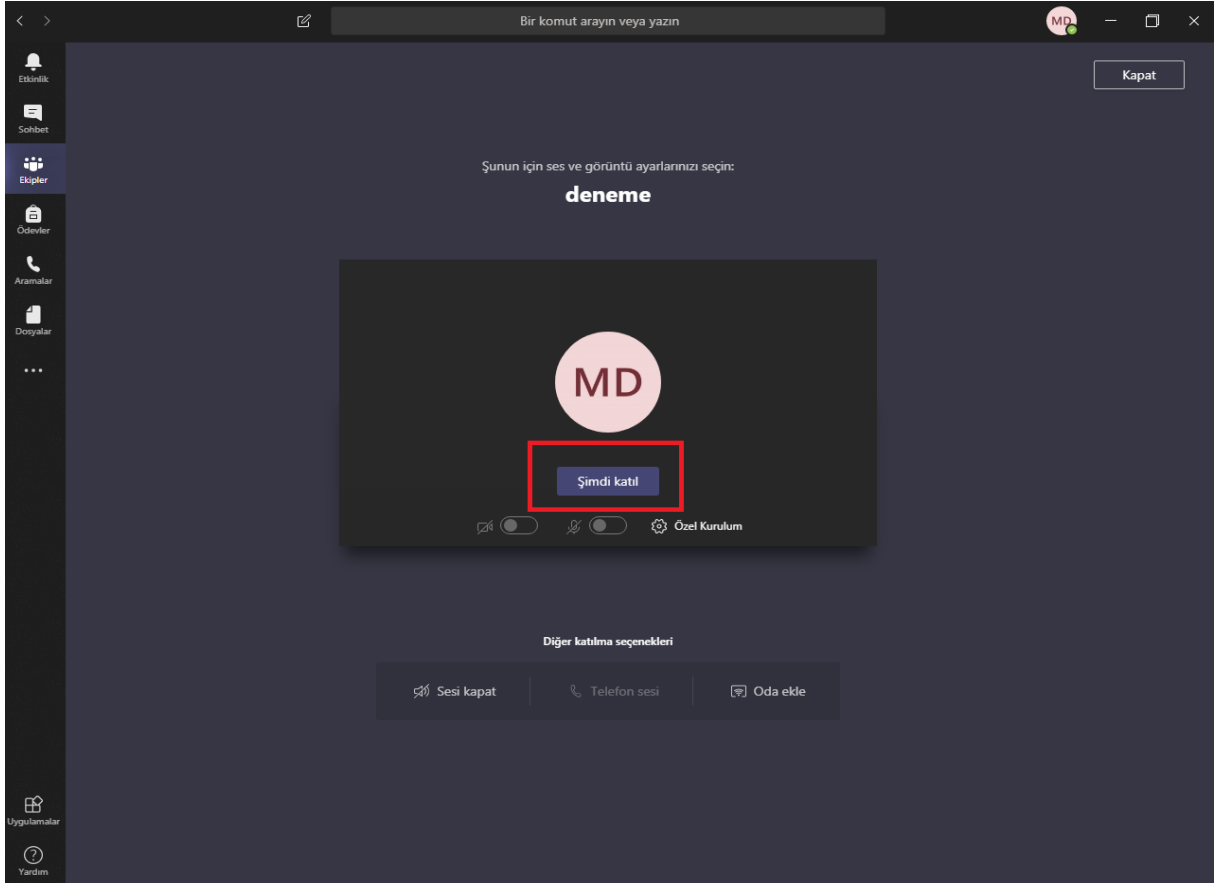 Bir komut arayın veya yazın
MD
Etkinlik
Sohbet
Ekipler
Ödevler
Aramalar
Dosyalar
Kapat
Şunun için ses ve görüntü ayarlarınızı seçin:
deneme
MD
Şimdi katıl
Özel Kurulum
Diğer katılma seçenekleri
Sesi kapat
Telefon sesi
Oda ekle
Uygulamalar
Yardım